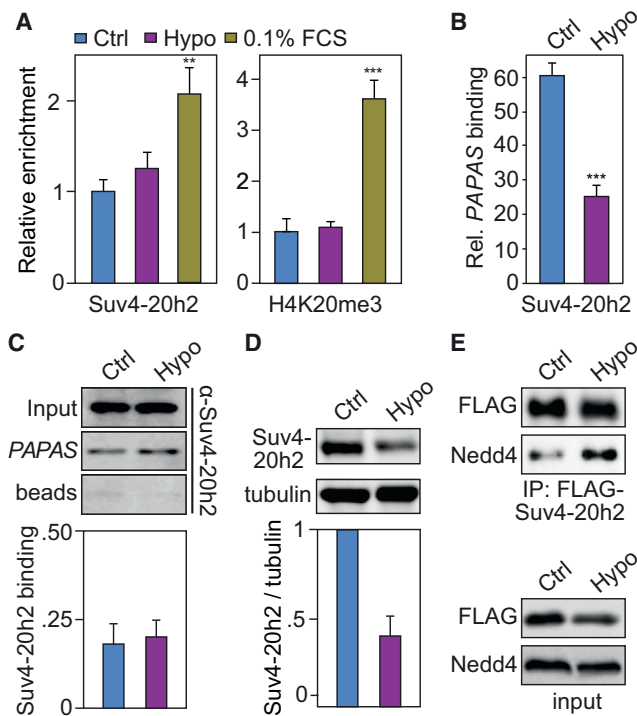 A
Ctrl Hypo 0.1% FCS
Relative enrichment
2
1
0
**
Suv4-20h2
4
3
2
1
0
***
H4K20me3
B
Ctrl Hypo
Rel. PAPAS binding
60
50
40
30
20
10
0
***
Suv4-20h2
C
Ctrl Hypo
Input
PAPAS
beads
α-Suv4-20h2
Suv4-20h2 binding
.50
.25
0
D
Ctrl Hypo
Suv4-
20h2
tubulin
Suv4-20h2 / tubulin
1
.5
0
E
Ctrl Hypo
FLAG
Nedd4
IP: FLAG-
Suv4-20h2
Ctrl Hypo
FLAG
Nedd4
input